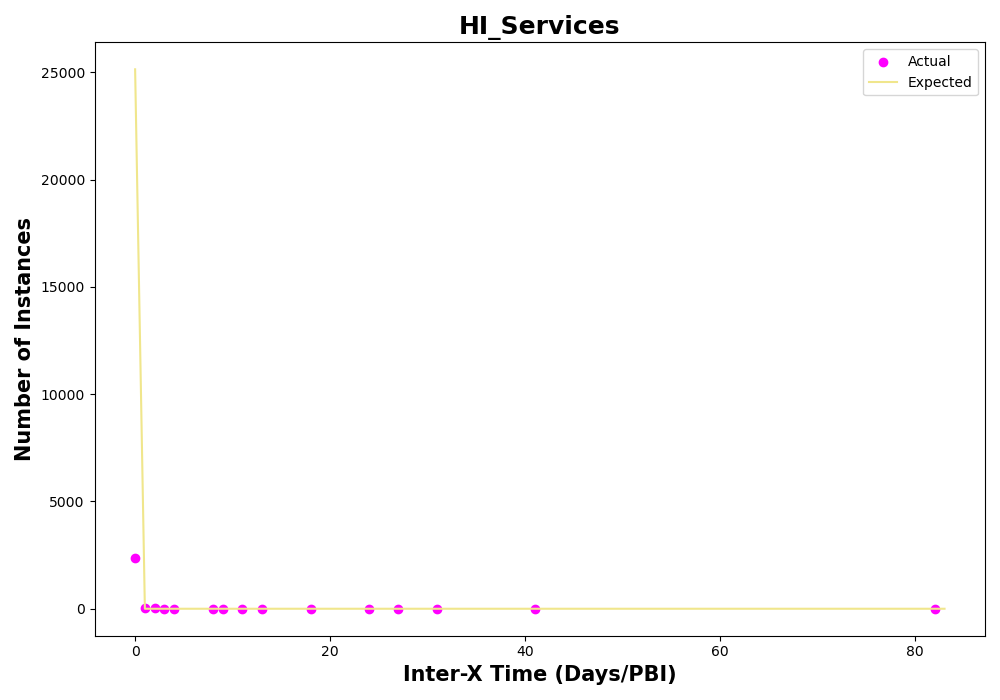 HI_Services
Actual
Expected
Number of Instances
25000
20000
15000
10000
5000
0
0
20
40
60
80
Inter-X Time (Days/PBI)